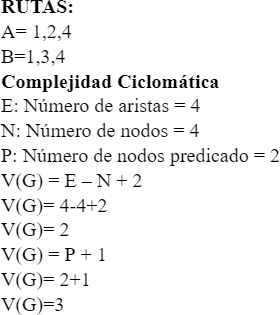 RUTAS:
A= 1,2,4
B=1,3,4
Complejidad Ciclomática
E: Número de aristas = 4
N: Número de nodos = 4
P: Número de nodos predicado = 2
V(G) = E – N + 2
V(G)= 4-4+2
V(G)= 2
V(G) = P + 1
V(G)= 2+1
V(G)=3